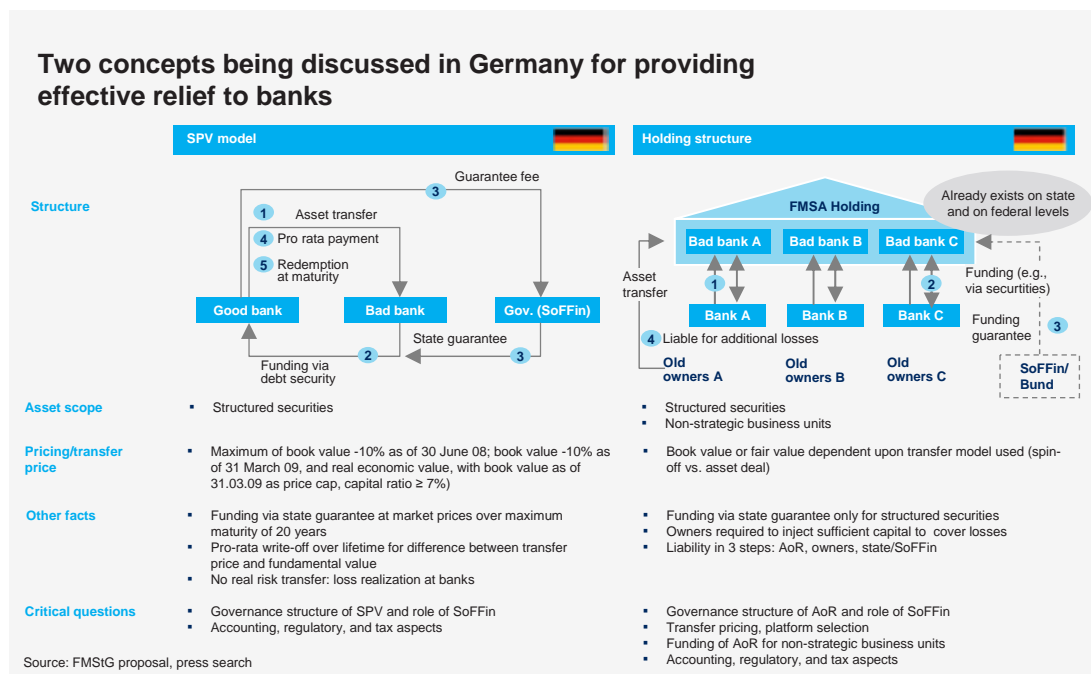 Two concepts being discussed in Germany for providing
effective relief to banks
SPV model
Holding structure
Structure
Guarantee fee
3
1 Asset transfer
4 Pro rata payment
5 Redemption
at maturity
Good bank
Bad bank
Gov. (SoFFin)
State guarantee
2
3
Funding via
debt security
Already exists on state
and on federal levels
FMSA Holding
Bad bank A
Bad bank B
Bad bank C
Asset
transfer
1
2
Funding (e.g.,
via securtities)
Bank A
Bank B
Bank C
Funding
guarantee
3
4 Liable for additional losses
Old
owners A
Old
owners B
Old
owners C
SoFFin/
Bund
Asset scope
▪ Structured securities
▪ Structured securities
▪ Non-strategic business units
Pricing/transfer
price
▪ Maximum of book value -10% as of 30 June 08; book value -10% as
of 31 March 09, and real economic value, with book value as of
31.03.09 as price cap, capital ratio ≥ 7%)
▪ Book value or fair value dependent upon transfer model used (spin-
off vs. asset deal)
Other facts
▪ Funding via state guarantee at market prices over maximum
maturity of 20 years
▪ Pro-rata write-off over lifetime for difference between transfer
price and fundamental value
▪ No real risk transfer: loss realization at banks
▪ Funding via state guarantee only for structured securities
▪ Owners required to inject sufficient capital to cover losses
▪ Liability in 3 steps: AoR, owners, state/SoFFin
Critical questions
▪ Governance structure of SPV and role of SoFFin
▪ Accounting, regulatory, and tax aspects
▪ Governance structure of AoR and role of SoFFin
▪ Transfer pricing, platform selection
▪ Funding of AoR for non-strategic business units
▪ Accounting, regulatory, and tax aspects
Source: FMStG proposal, press search